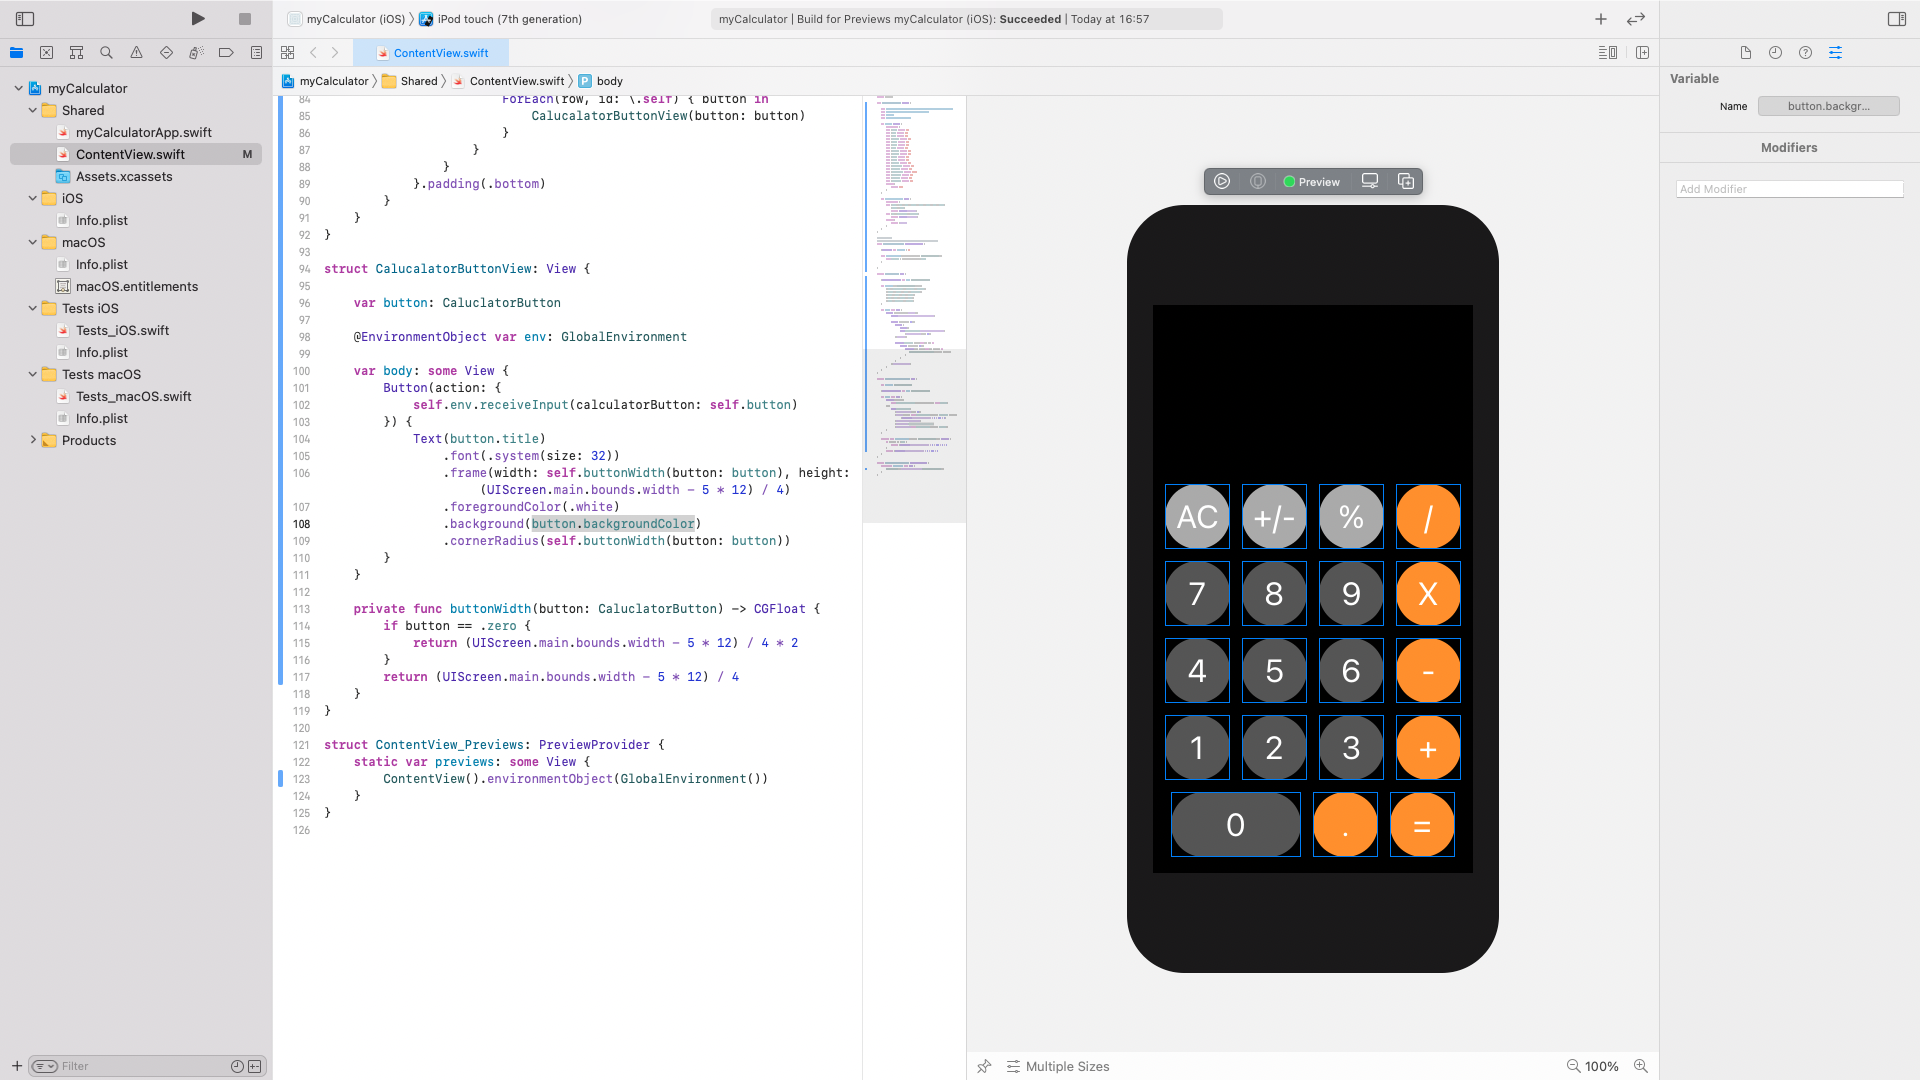 myCalculator (iOS) 〉 iPod touch (7th generation)
myCalculator | Build for Previews myCalculator (iOS): Succeeded | Today at 16:57
ContentView.swift
myCalculator 〉 Shared 〉 ContentView.swift 〉 P body
myCalculator
Shared
myCalculatorApp.swift
ContentView.swift M
Assets.xcassets
iOS
Info.plist
macOS
Info.plist
macOS.entitlements
Tests iOS
Tests_iOS.swift
Info.plist
Tests macOS
Tests_macOS.swift
Info.plist
Products
Filter
84 ForEach(row, id: \.self) { button in
85 CalucalatorButtonView(button: button)
86 }
87 }
88 }
89 }.padding(.bottom)
90 }
91 }
92 }
93
94 struct CalucalatorButtonView: View {
95
96 var button: CaluclatorButton
97
98 @EnvironmentObject var env: GlobalEnvironment
99
100 var body: some View {
101 Button(action: {
102 self.env.receiveInput(calculatorButton: self.button)
103 }) {
104 Text(button.title)
105 .font(.system(size: 32))
106 .frame(width: self.buttonWidth(button: button), height:
(UIScreen.main.bounds.width - 5 * 12) / 4)
107 .foregroundColor(.white)
108 .background(button.backgroundColor)
109 .cornerRadius(self.buttonWidth(button: button))
110 }
111 }
112
113 private func buttonWidth(button: CaluclatorButton) -> CGFloat {
114 if button == .zero {
115 return (UIScreen.main.bounds.width - 5 * 12) / 4 * 2
116 }
117 return (UIScreen.main.bounds.width - 5 * 12) / 4
118 }
119 }
120
121 struct ContentView_Previews: PreviewProvider {
122 static var previews: some View {
123 ContentView().environmentObject(GlobalEnvironment())
124 }
125 }
126
Preview
AC +/- % /
7 8 9 X
4 5 6 -
1 2 3 +
0 . =
Multiple Sizes
100%
Variable
Name button.backgr...
Modifiers
Add Modifier